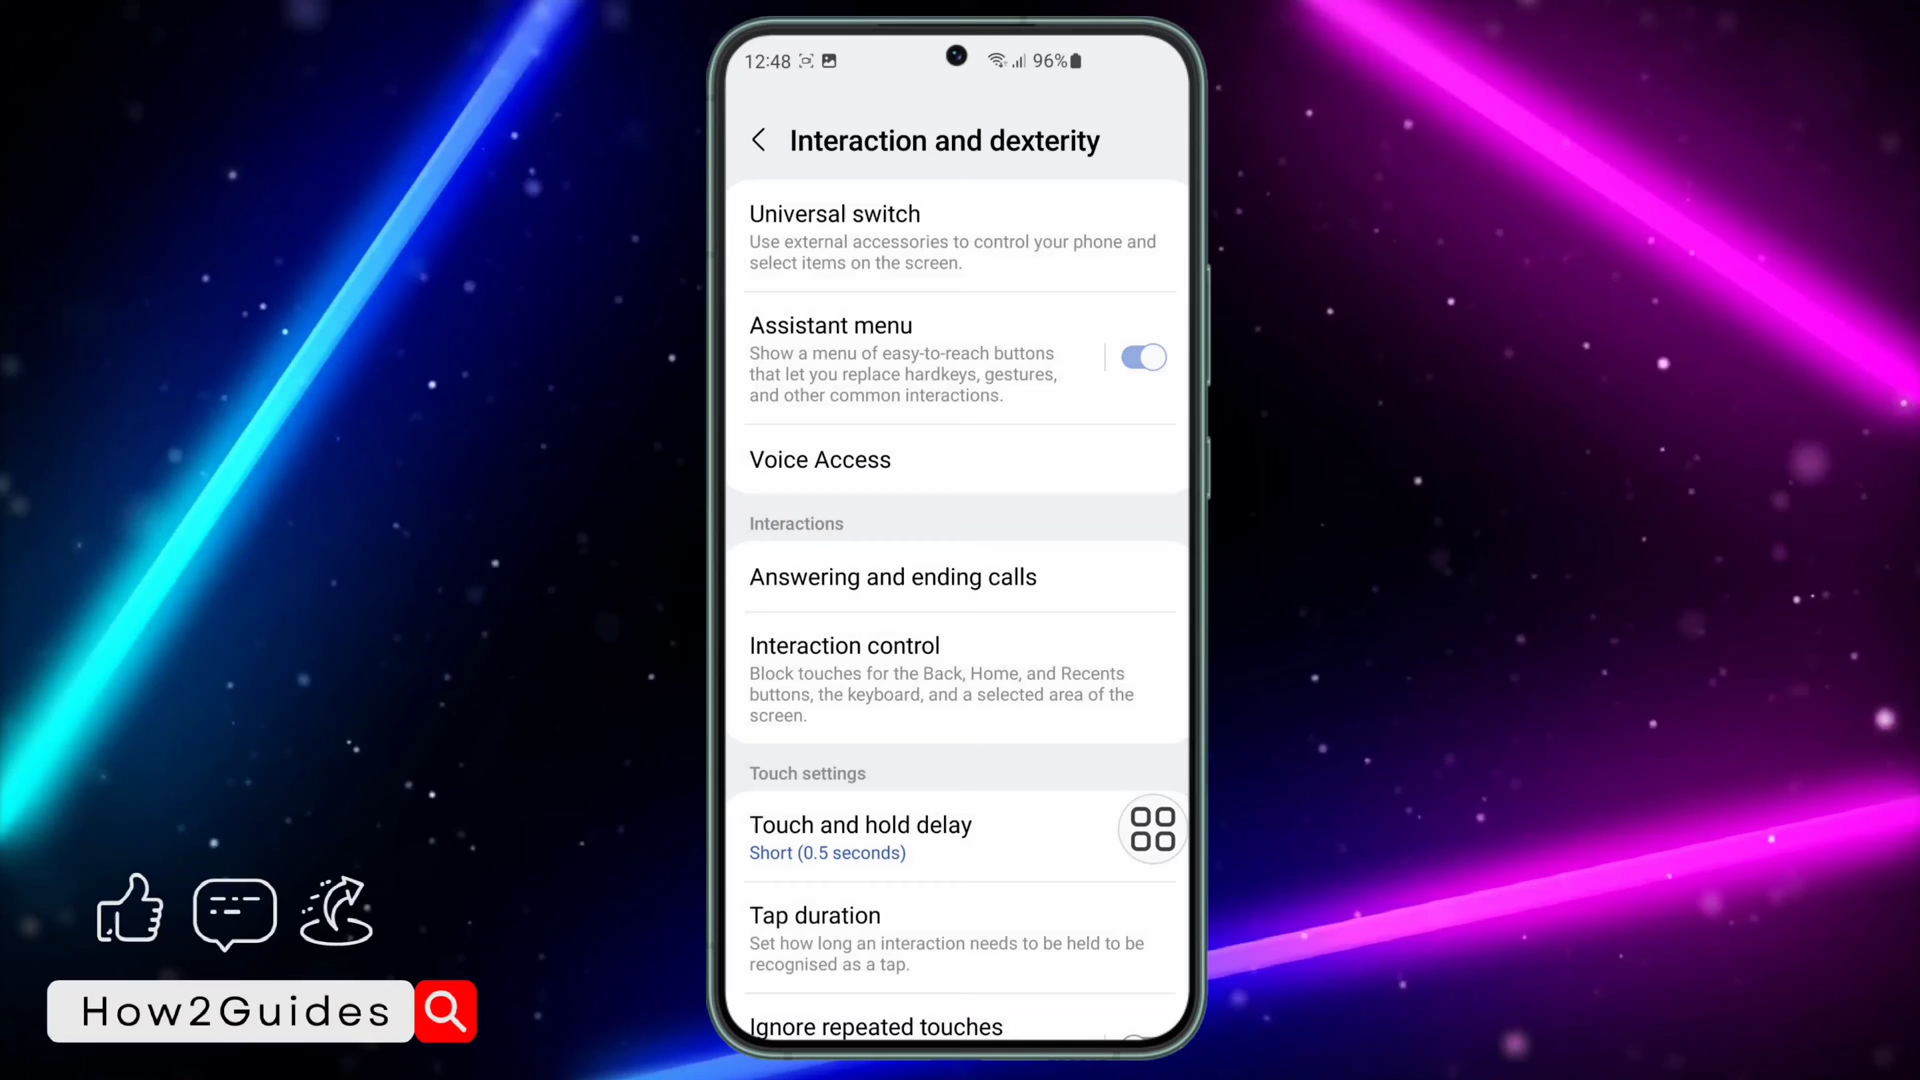 12:48
96%
Interaction and dexterity
Universal switch
Use external accessories to control your phone and
select items on the screen.
Assistant menu
Show a menu of easy-to-reach buttons
that let you replace hardkeys, gestures,
and other common interactions.
Voice Access
Interactions
Answering and ending calls
Interaction control
Block touches for the Back, Home, and Recents
buttons, the keyboard, and a selected area of the
screen.
Touch settings
Touch and hold delay
Short (0.5 seconds)
Tap duration
Set how long an interaction needs to be held to be
recognised as a tap.
Ignore repeated touches
How2Guides